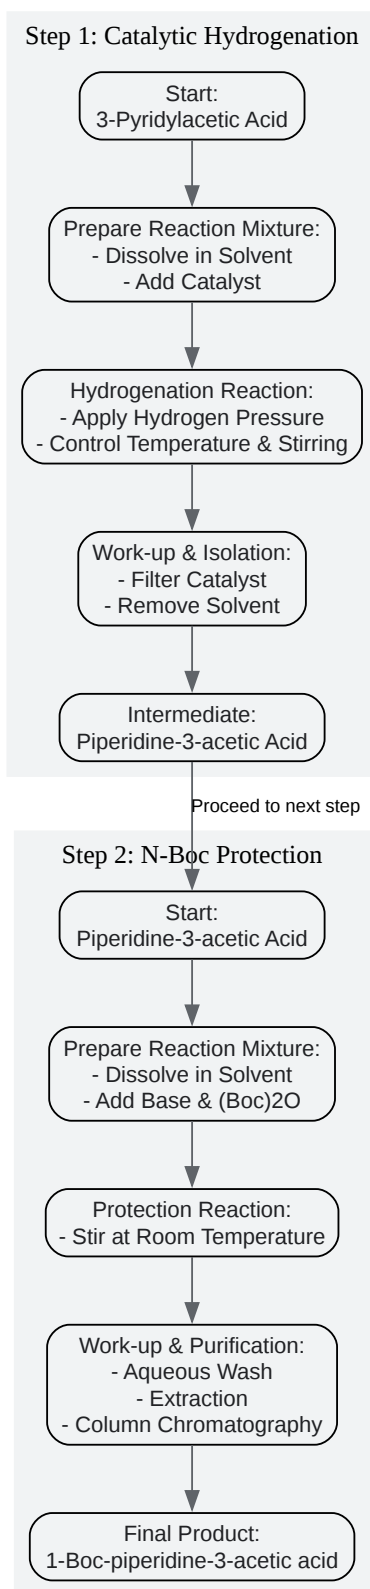 Step 1: Catalytic Hydrogenation
Start:
3-Pyridylacetic Acid
Prepare Reaction Mixture:
- Dissolve in Solvent
- Add Catalyst
Hydrogenation Reaction:
- Apply Hydrogen Pressure
- Control Temperature & Stirring
Work-up & Isolation:
- Filter Catalyst
- Remove Solvent
Intermediate:
Piperidine-3-acetic Acid
Proceed to next step
Step 2: N-Boc Protection
Start:
Piperidine-3-acetic Acid
Prepare Reaction Mixture:
- Dissolve in Solvent
- Add Base & (Boc)2O
Protection Reaction:
- Stir at Room Temperature
Work-up & Purification:
- Aqueous Wash
- Extraction
- Column Chromatography
Final Product:
1-Boc-piperidine-3-acetic acid